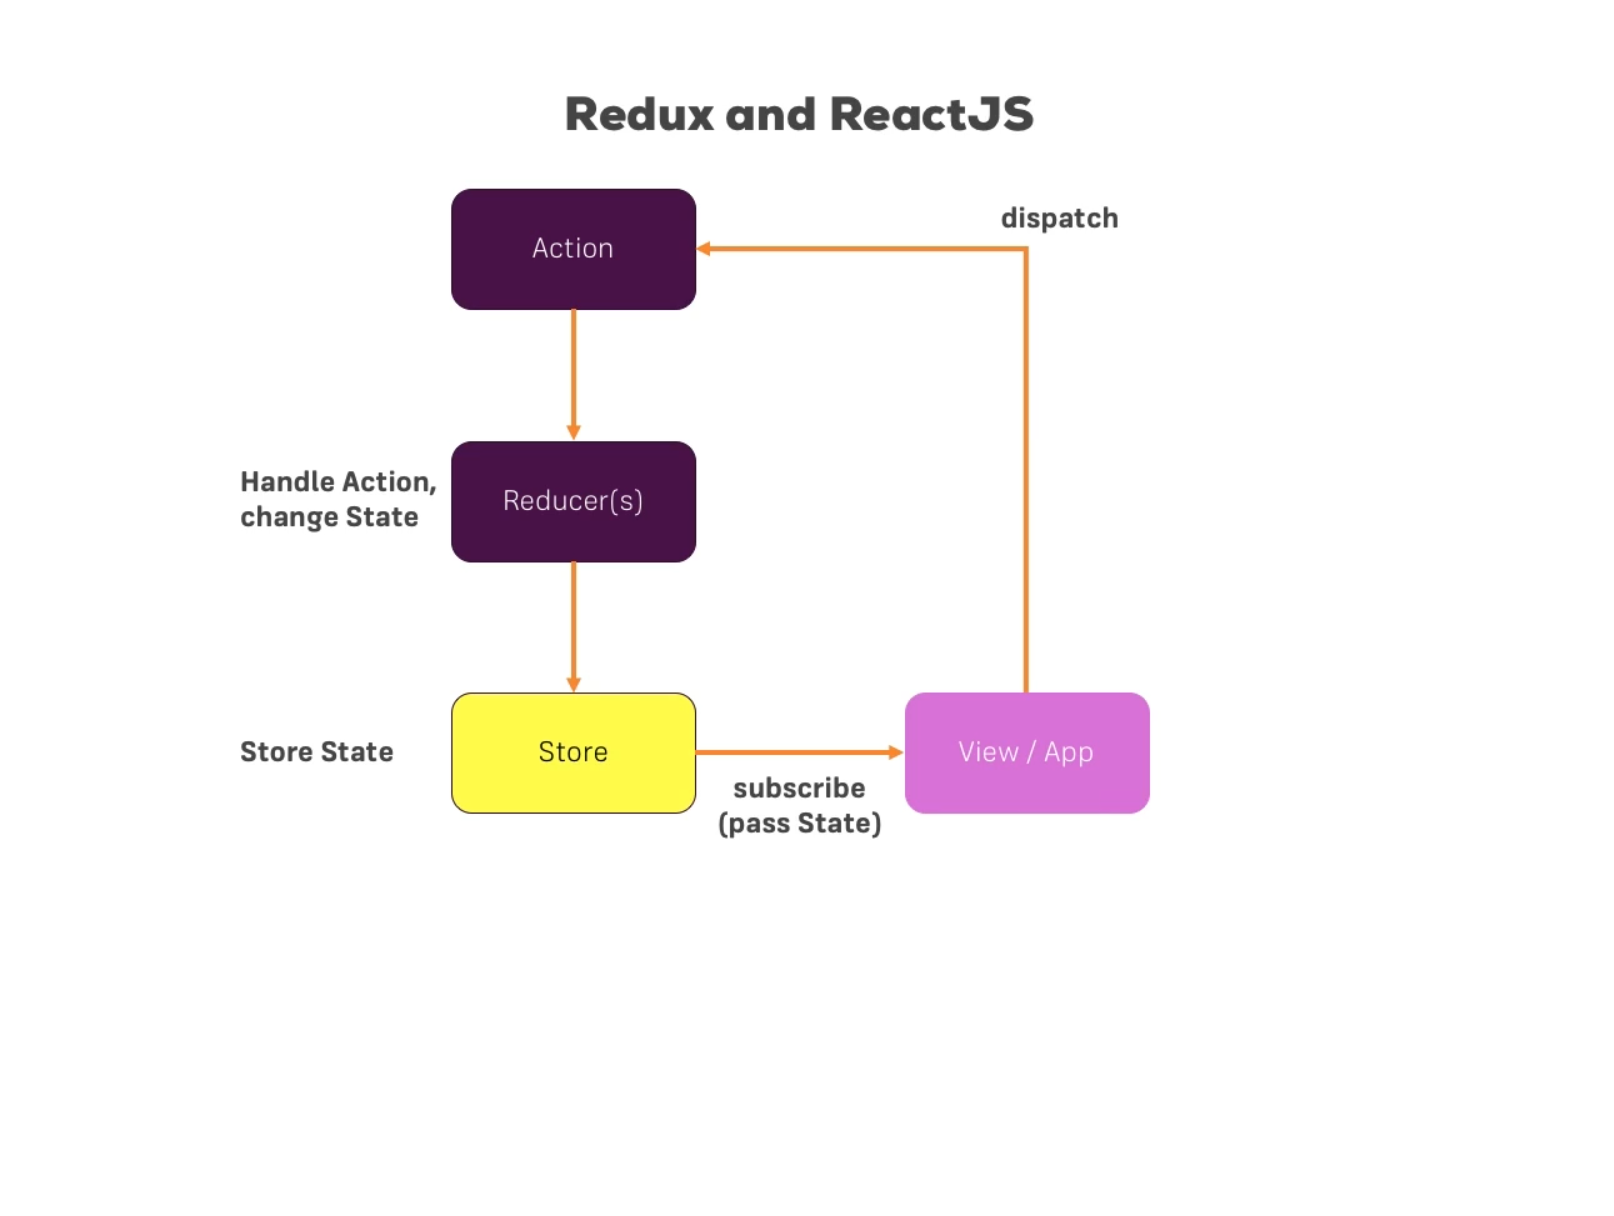 Redux and ReactJS
dispatch
Action
Handle Action,
change State
Reducer(s)
Store State
Store
subscribe
(pass State)
View / App